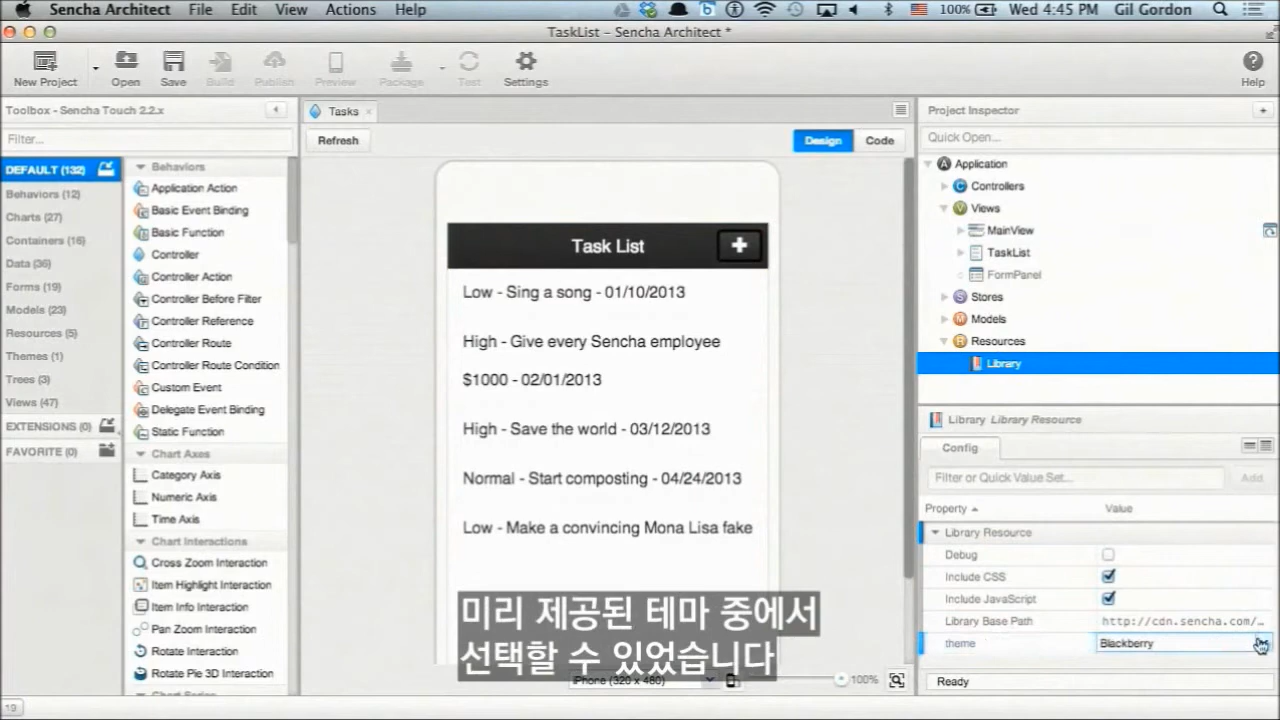 Sencha Architect File Edit View Actions Help 100% Wed 4:45 PM Gil Gordon
TaskList – Sencha Architect *
New Project Open Save Build Publish Preview Package Test Settings Help
Toolbox - Sencha Touch 2.2.x
Filter...
DEFAULT (132)
Behaviors (12)
Charts (27)
Containers (16)
Data (36)
Forms (19)
Models (23)
Resources (5)
Themes (1)
Trees (3)
Views (47)
EXTENSIONS (0)
FAVORITE (0)
Behaviors
Application Action
Basic Event Binding
Basic Function
Controller
Controller Action
Controller Before Filter
Controller Reference
Controller Route
Controller Route Condition
Custom Event
Delegate Event Binding
Static Function
Chart Axes
Category Axis
Numeric Axis
Time Axis
Chart Interactions
Cross Zoom Interaction
Item Highlight Interaction
Item Info Interaction
Pan Zoom Interaction
Rotate Interaction
Rotate Pie 3D Interaction
Chart Series
Tasks
Refresh Design Code
Task List +
Low - Sing a song - 01/10/2013
High - Give every Sencha employee
$1000 - 02/01/2013
High - Save the world - 03/12/2013
Normal - Start composting - 04/24/2013
Low - Make a convincing Mona Lisa fake
미리 제공된 테마 중에서
선택할 수 있었습니다
iPhone (320 x 480) 100%
Project Inspector
Quick Open...
Application
Controllers
Views
MainView
TaskList
FormPanel
Stores
Models
Resources
Library
Library Library Resource
Config
Filter or Quick Value Set... Add
Property Value
Library Resource
Debug
Include CSS
Include JavaScript
Library Base Path http://cdn.sencha.com/...
theme Blackberry
Ready
19